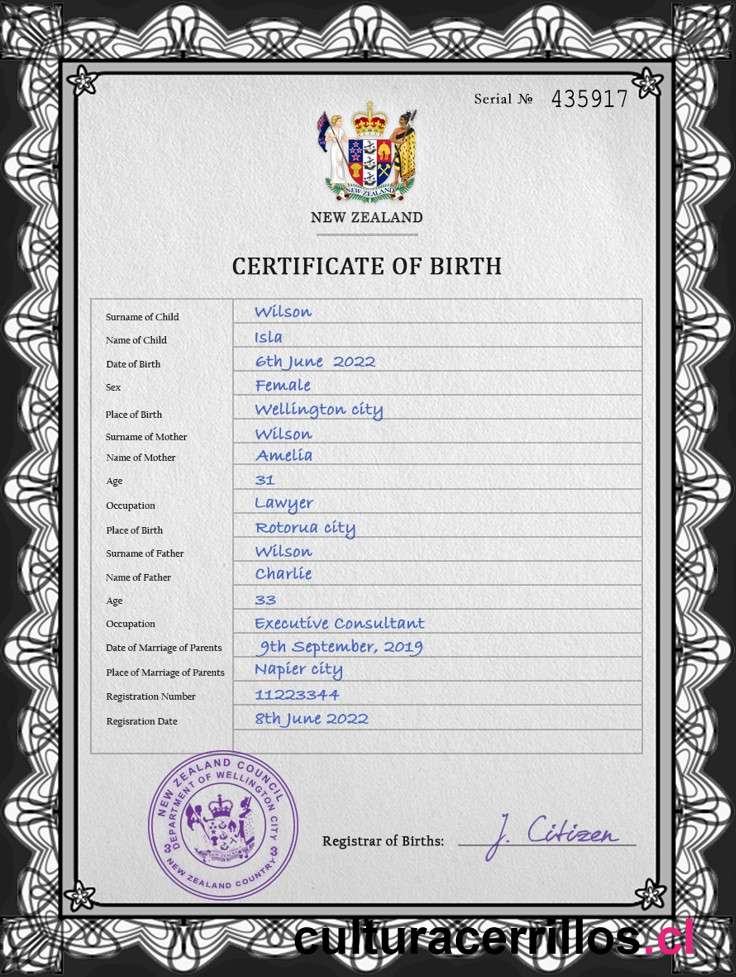 Serial № 435917
NEW ZEALAND
NEW ZEALAND
CERTIFICATE OF BIRTH
Surname of Child Wilson
Name of Child Isla
Date of Birth 6th June 2022
Sex Female
Place of Birth Wellington city
Surname of Mother Wilson
Name of Mother Amelia
Age 31
Occupation Lawyer
Place of Birth Rotorua city
Surname of Father Wilson
Name of Father Charlie
Age 33
Occupation Executive Consultant
Date of Marriage of Parents 9th September, 2019
Place of Marriage of Parents Napier city
Registration Number 11223344
Regisration Date 8th June 2022
NEW ZEALAND COUNCIL
DEPARTMENT OF WELLINGTON CITY
NEW ZEALAND COUNTRY
Registrar of Births: J. Citizen
culturacerrillos.cl